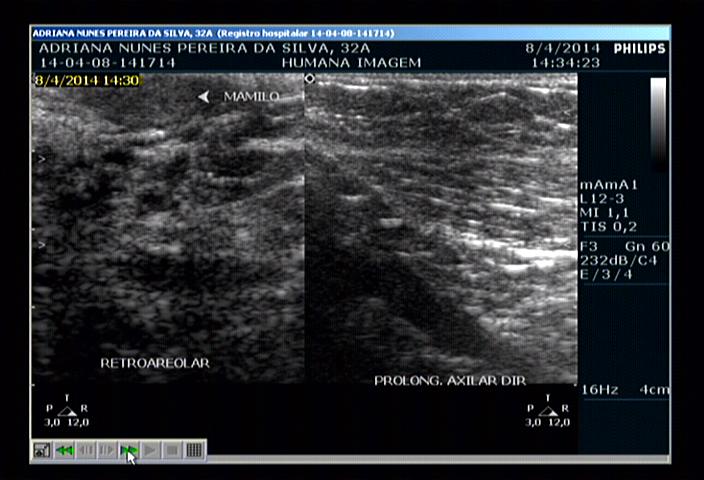 ADRIANA NUNES PEREIRA DA SILVA, 32A (Registro hospitalar 14-04-08-141714)
ADRIANA NUNES PEREIRA DA SILVA, 32A
8/4/2014 PHILIPS
14-04-08-141714
HUMANA IMAGEM
14:34:23
8/4/2014 14:30
MAMILO
mAmA1
L12-3
MI 1,1
TIS 0,2
F3 Gn 60
232dB/C4
E/3/4
RETROAREOLAR
PROLONG. AXILAR DIR
16Hz 4cm
T
P R
3,0 12,0
T
P R
3,0 12,0